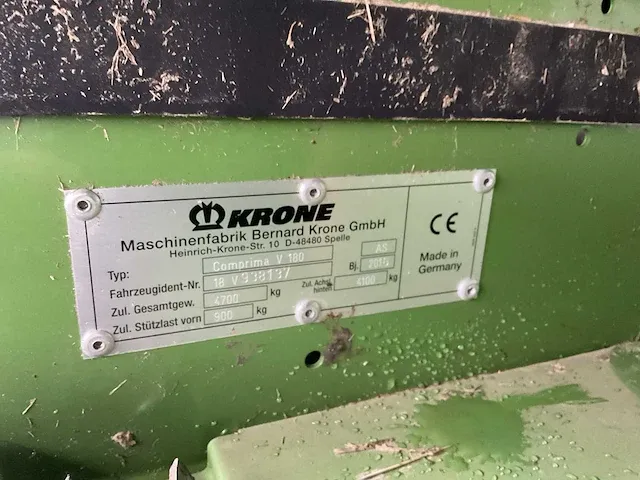 KRONE
Maschinenfabrik Bernard Krone GmbH
Heinrich-Krone-Str. 10 D-48480 Spelle
Typ: Comprima V 180 AS
Fahrzeugident-Nr. Bj. 2010
Zul. Gesamtgew. 4700 kg Zul. Achsl. hinten 4100 kg
Zul. Stützlast vorn 900 kg
CE
Made in
Germany